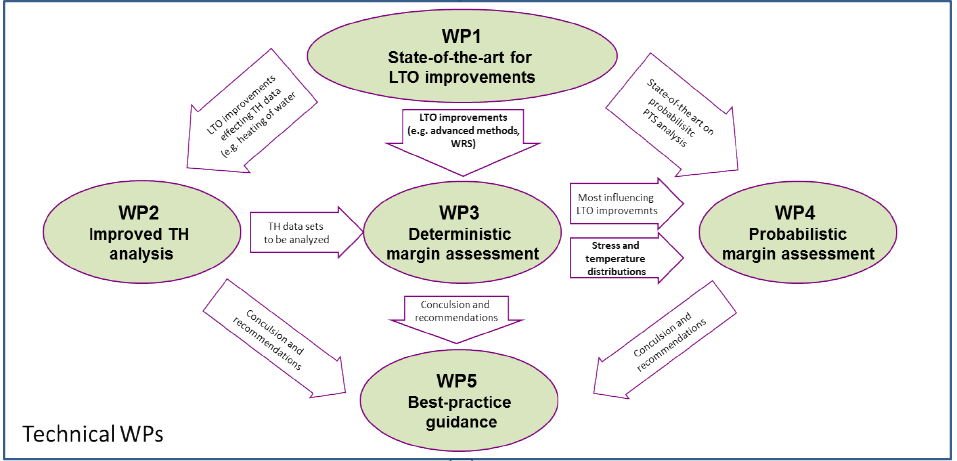 WP1
State-of-the-art for
LTO improvements
LTO improvements
effecting TH data
(e.g. heating of water
LTO improvements
(e.g. advanced methods,
WRS)
State-of-the-art on
probabilisitc
PTS analysis
WP2
Improved TH
analysis
TH data sets
to be analyzed
WP3
Deterministic
margin assessment
Most influencing
LTO improvemnts
Stress and
temperature
distributions
WP4
Probabilistic
margin assessment
Conculsion and
recommendations
Conculsion and
recommendations
Conculsion and
recommendations
WP5
Best-practice
guidance
Technical WPs